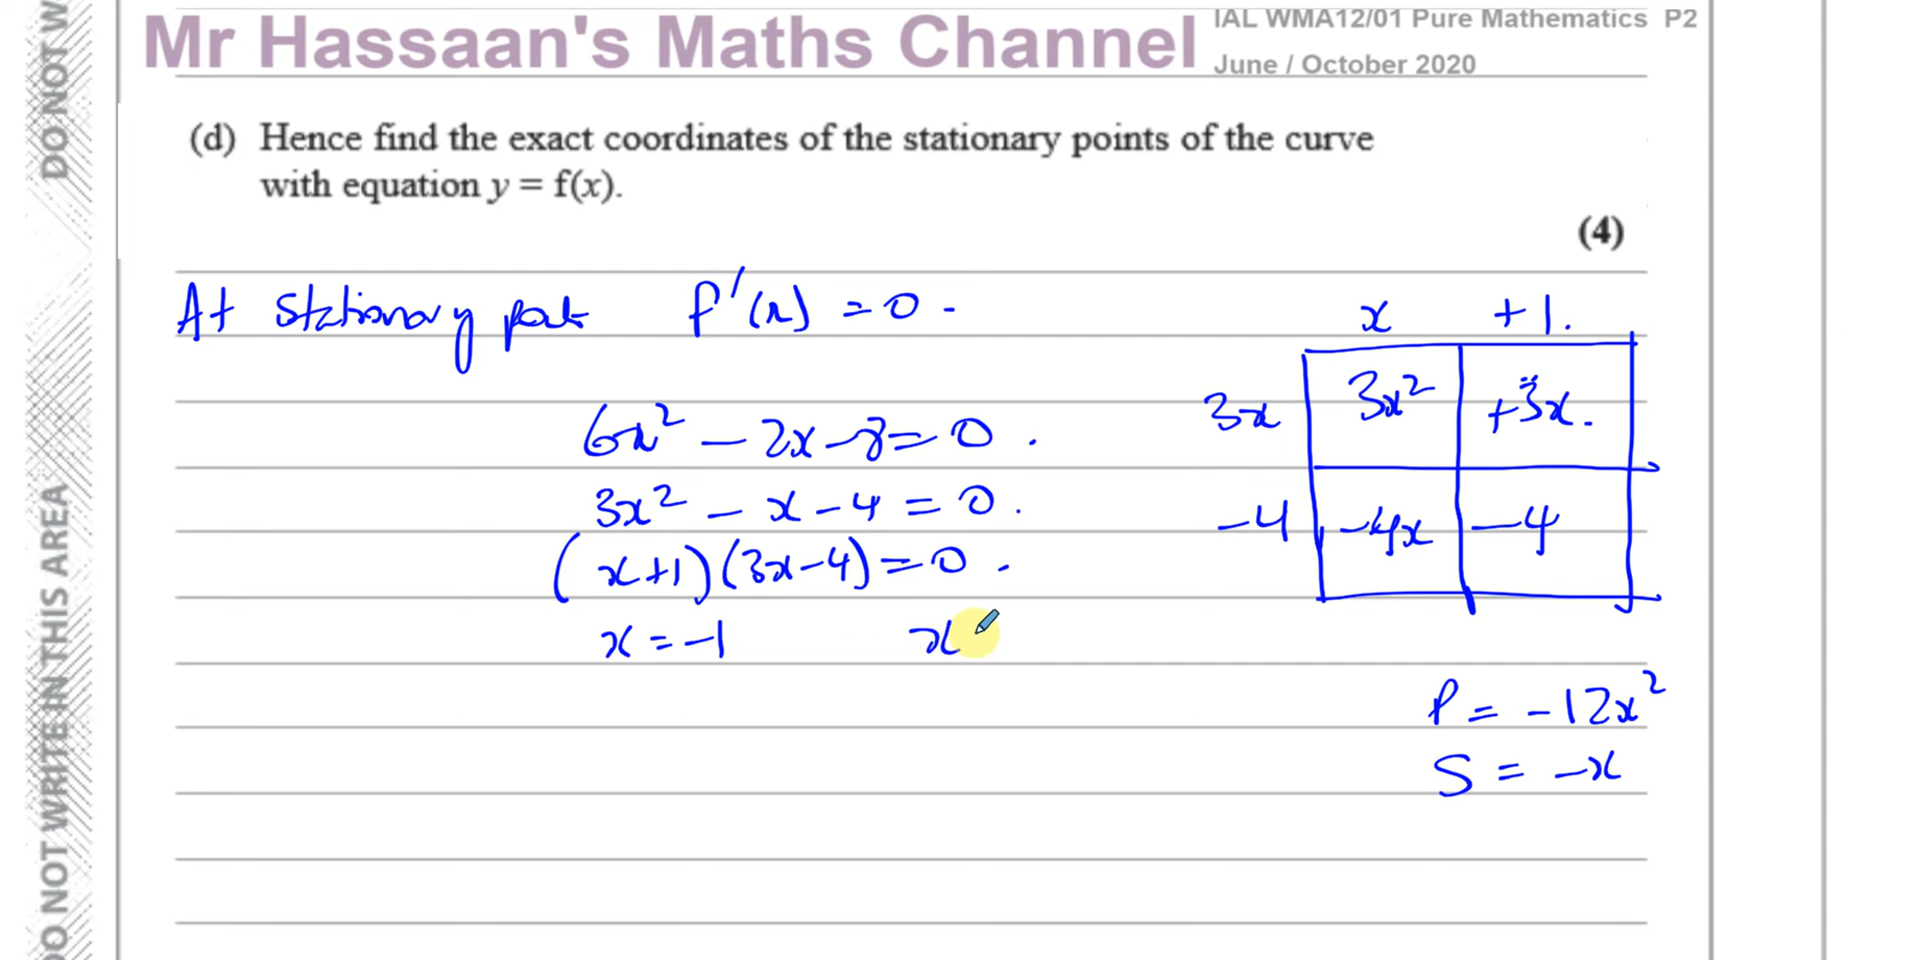 Mr Hassaan's Maths Channel
IAL WMA12/01 Pure Mathematics P2
June / October 2020
DO NOT W
(d) Hence find the exact coordinates of the stationary points of the curve
with equation y = f(x).
(4)
At stationary f'(x) = 0.
x +1.
3x 3x² +3x.
-4 -4x -4
6x² - 2x - 8 = 0.
3x² - x - 4 = 0.
(x+1)(3x-4) = 0.
x = -1 x
P = -12x²
S = -x
DO NOT WRITE IN THIS AREA